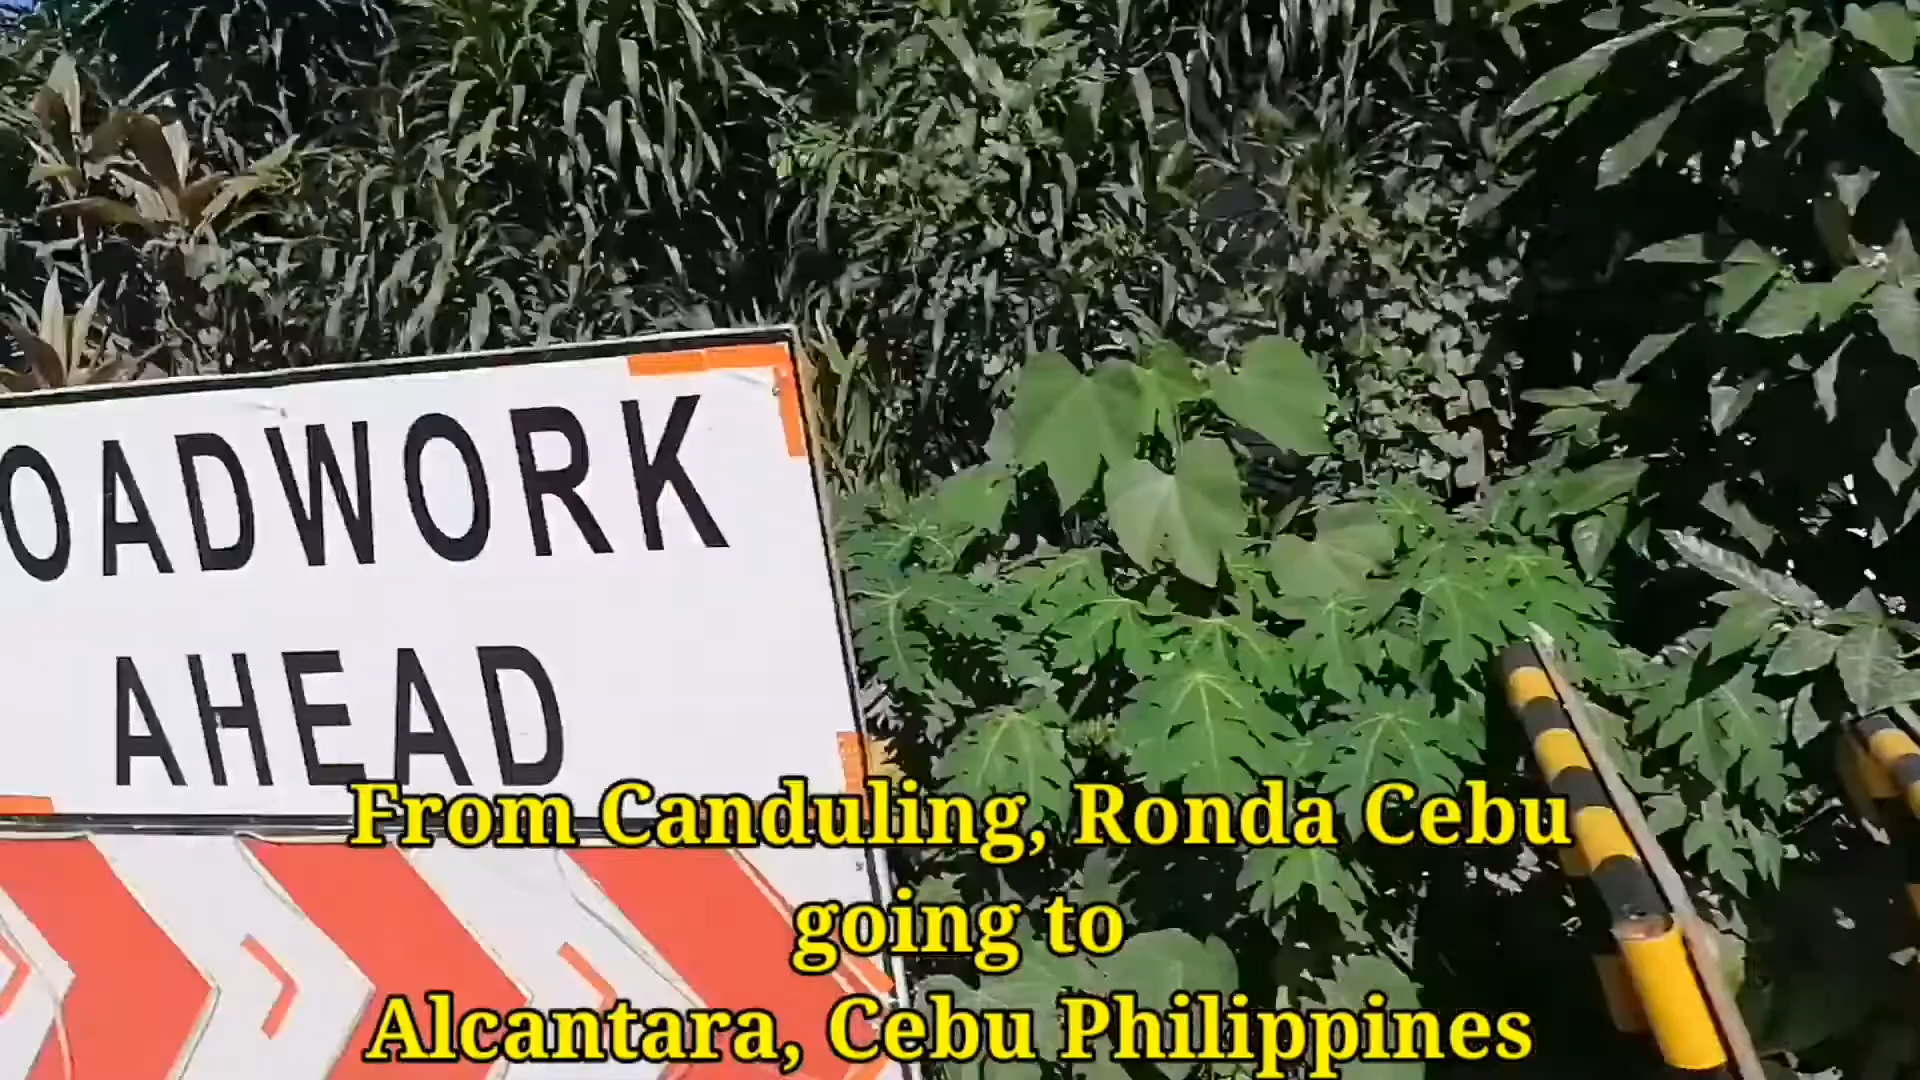 OADWORK
AHEAD
From Canduling, Ronda Cebu
going to
Alcantara, Cebu Philippines